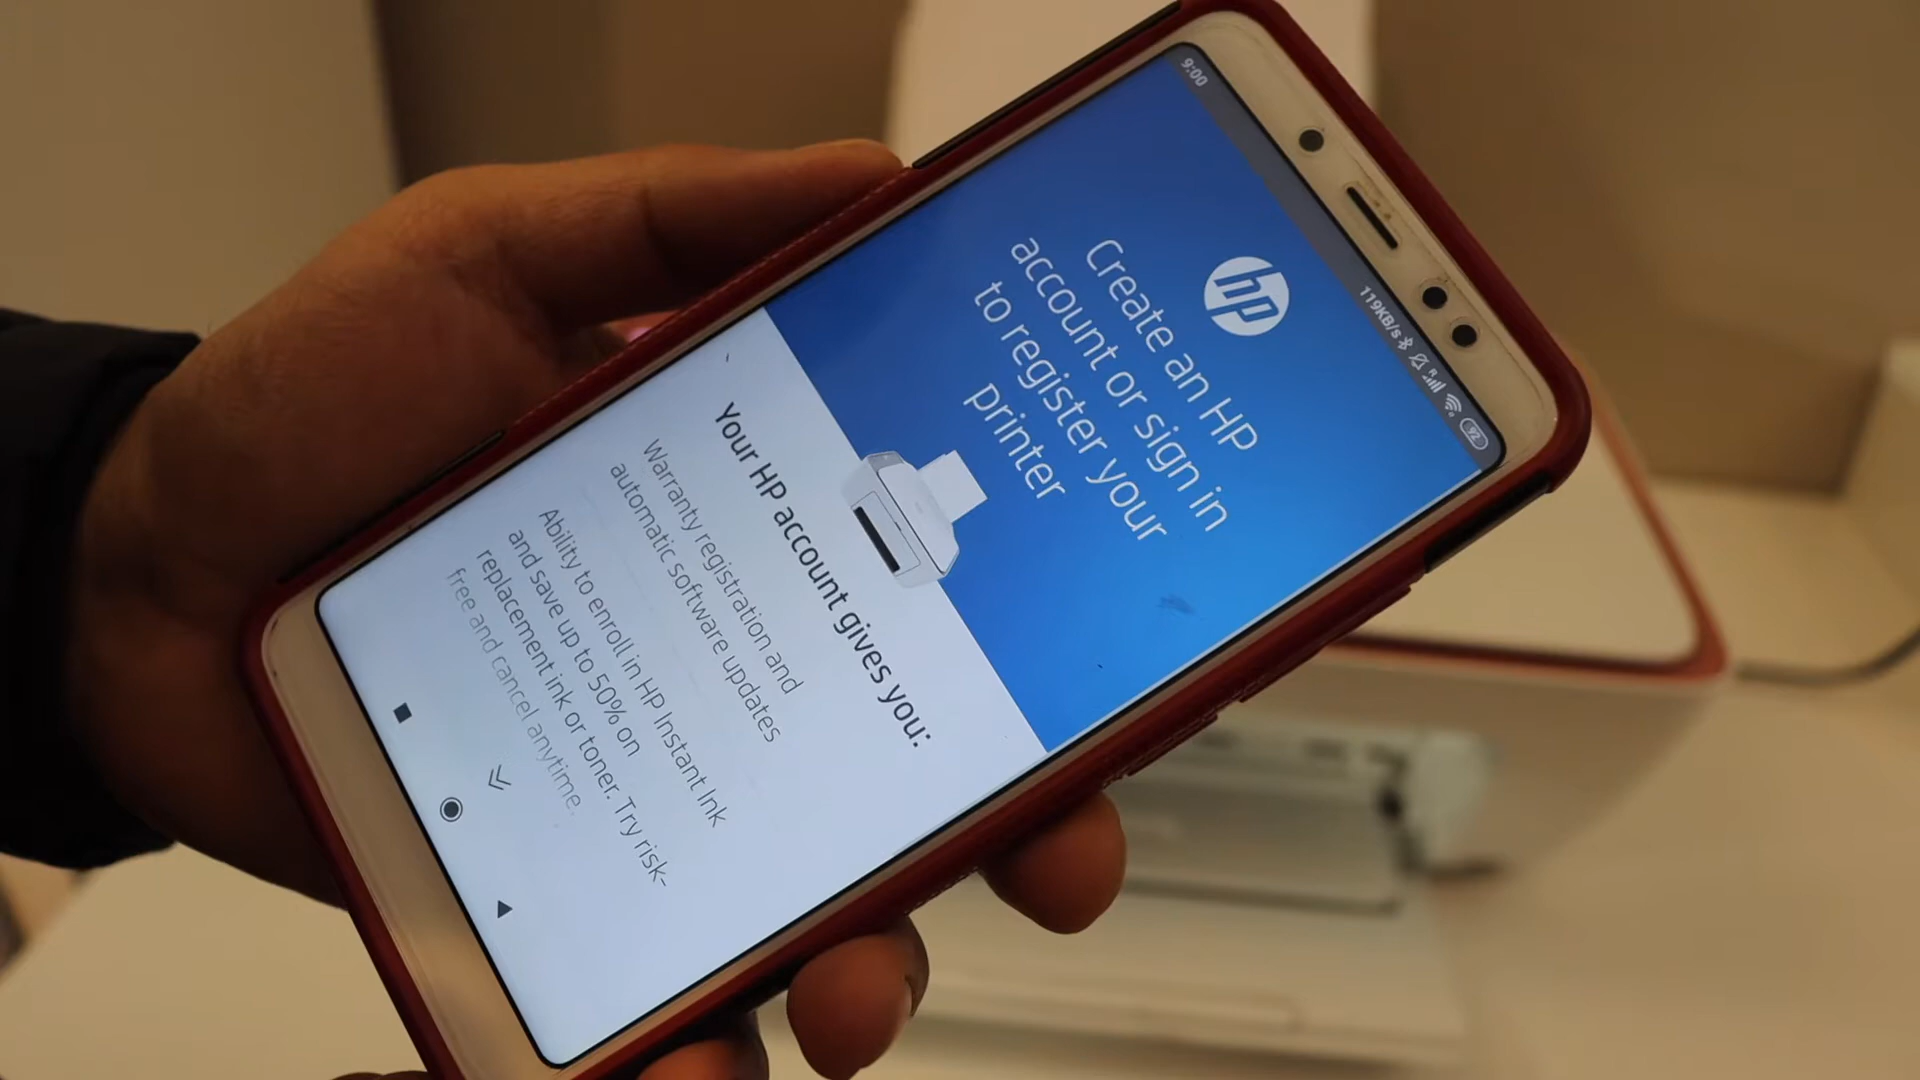 9:00
119KB/s
R
92
hp
Create an HP
account or sign in
to register your
printer
Your HP account gives you:
Warranty registration and
automatic software updates
Ability to enroll in HP Instant Ink
and save up to 50% on
replacement ink or toner. Try risk-
free and cancel anytime.